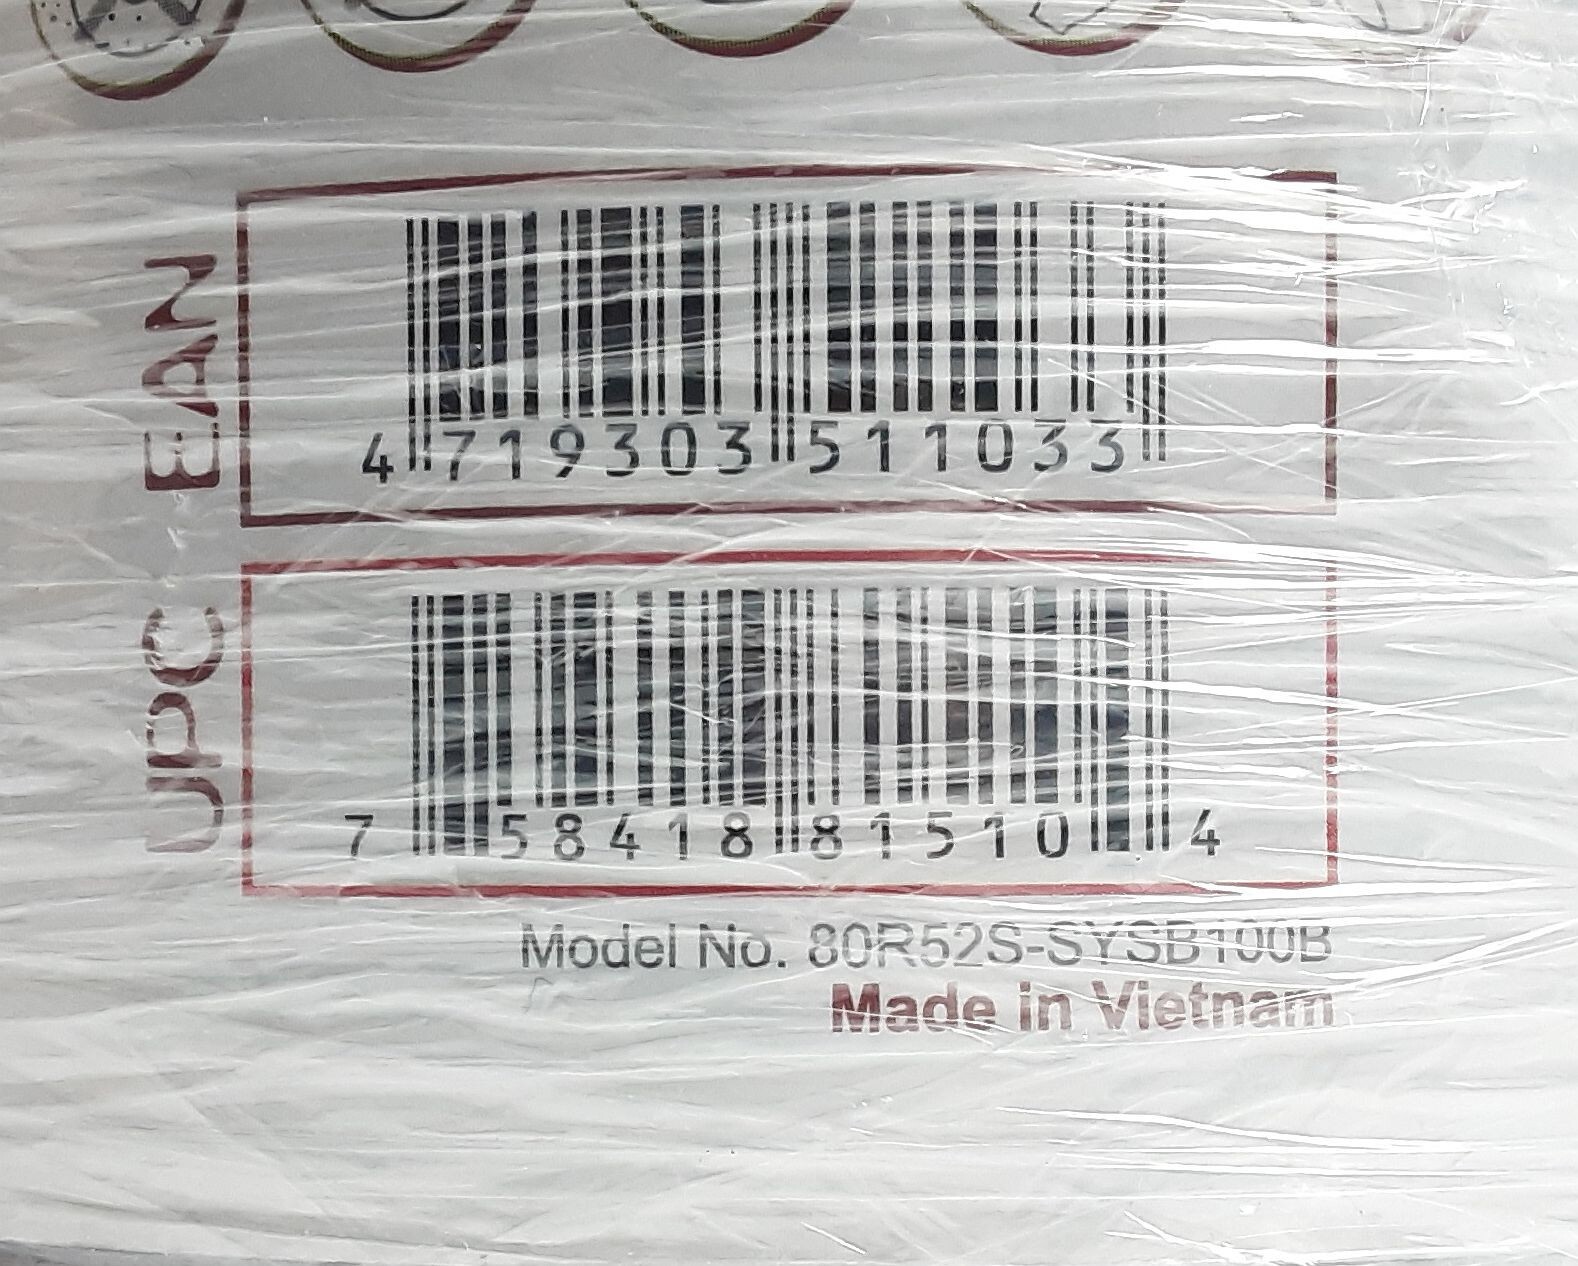 EAN
4 719303 511033
UPC
7 58418 81510 4
Model No. 80R52S-SYSB100B
Made in Vietnam